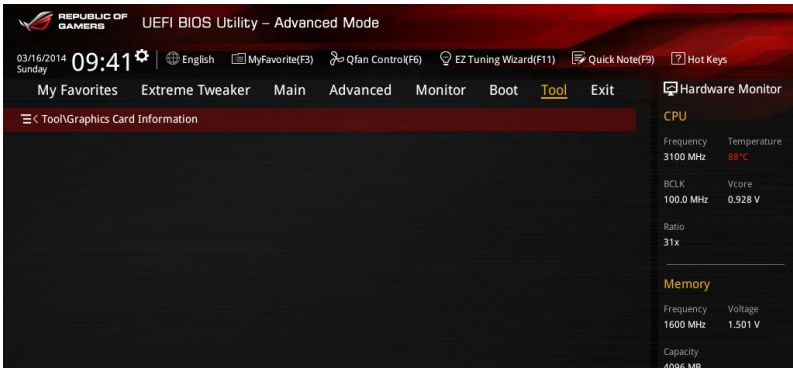 REPUBLIC OF
GAMERS
UEFI BIOS Utility – Advanced Mode
03/16/2014
Sunday
09:41
English
MyFavorite(F3)
Qfan Control(F6)
EZ Tuning Wizard(F11)
Quick Note(F9)
? Hot Keys
My Favorites Extreme Tweaker Main Advanced Monitor Boot Tool Exit
Hardware Monitor
< Tool\Graphics Card Information
CPU
Frequency Temperature
3100 MHz 88°C
BCLK Vcore
100.0 MHz 0.928 V
Ratio
31x
Memory
Frequency Voltage
1600 MHz 1.501 V
Capacity
4096 MB